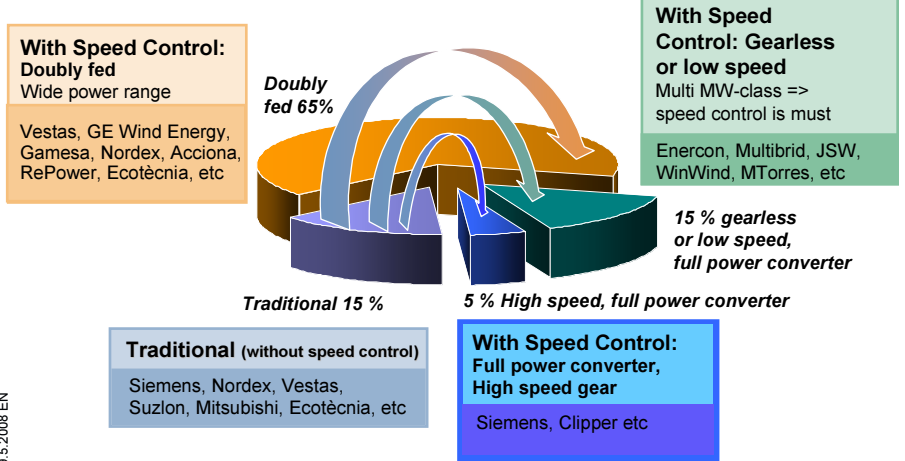 With Speed Control:
Doubly fed
Wide power range
Vestas, GE Wind Energy,
Gamesa, Nordex, Acciona,
RePower, Ecotècnia, etc
Doubly
fed 65%
With Speed
Control: Gearless
or low speed
Multi MW-class =>
speed control is must
Enercon, Multibrid, JSW,
WinWind, MTorres, etc
15 % gearless
or low speed,
full power converter
Traditional 15 %
5 % High speed, full power converter
Traditional (without speed control)
Siemens, Nordex, Vestas,
Suzlon, Mitsubishi, Ecotècnia, etc
With Speed Control:
Full power converter,
High speed gear
Siemens, Clipper etc
.5.2008 EN